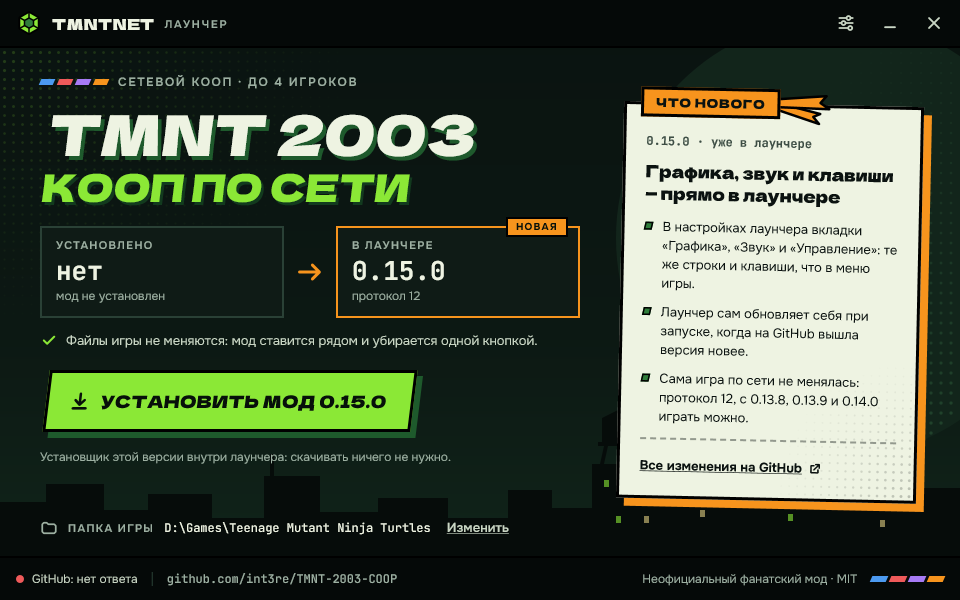 TMNTNET ЛАУНЧЕР
СЕТЕВОЙ КООП · ДО 4 ИГРОКОВ
TMNT 2003
КООП ПО СЕТИ
УСТАНОВЛЕНО
нет
мод не установлен
НОВАЯ
В ЛАУНЧЕРЕ
0.15.0
протокол 12
Файлы игры не меняются: мод ставится рядом и убирается одной кнопкой.
УСТАНОВИТЬ МОД 0.15.0
Установщик этой версии внутри лаунчера: скачивать ничего не нужно.
ПАПКА ИГРЫ D:\Games\Teenage Mutant Ninja Turtles Изменить
ЧТО НОВОГО
0.15.0 · уже в лаунчере
Графика, звук и клавиши
– прямо в лаунчере
В настройках лаунчера вкладки
«Графика», «Звук» и «Управление»: те
же строки и клавиши, что в меню
игры.
Лаунчер сам обновляет себя при
запуске, когда на GitHub вышла
версия новее.
Сама игра по сети не менялась:
протокол 12, с 0.13.8, 0.13.9 и 0.14.0
играть можно.
Все изменения на GitHub
GitHub: нет ответа
github.com/int3re/TMNT-2003-COOP
Неофициальный фанатский мод · MIT